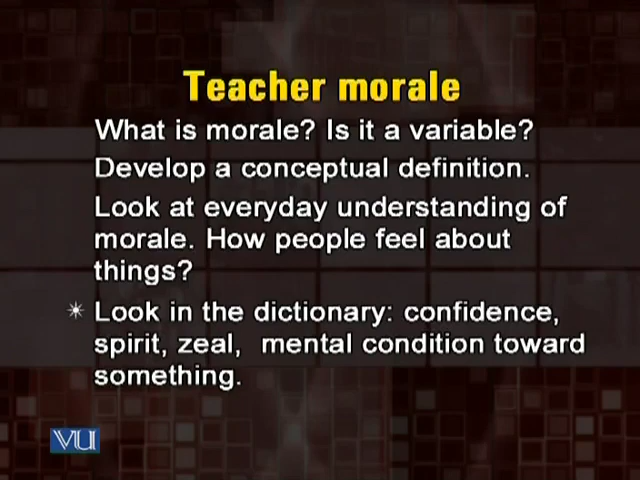 Teacher morale
What is morale? Is it a variable?
Develop a conceptual definition.
Look at everyday understanding of
morale. How people feel about
things?
Look in the dictionary: confidence,
spirit, zeal,  mental condition toward
something.
VU